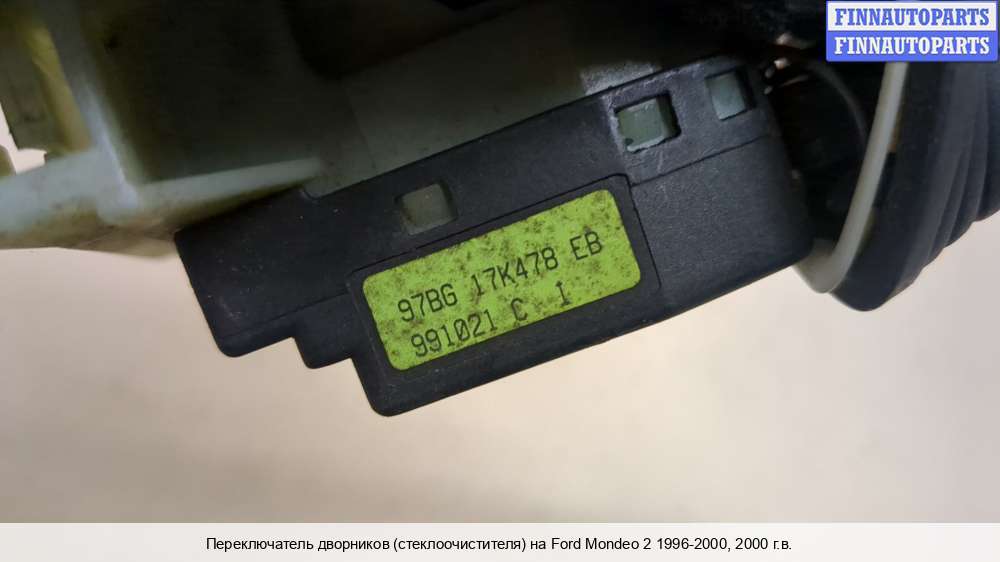 FINNAUTOPARTS
FINNAUTOPARTS
97BG 17K478 EB
991021 C I
Переключатель дворников (стеклоочистителя) на Ford Mondeo 2 1996-2000, 2000 г.в.